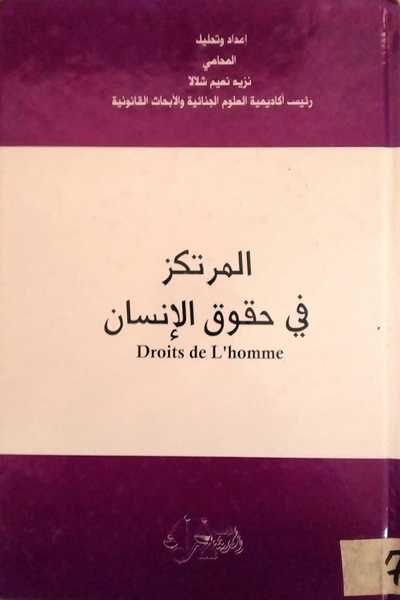 إعداد وتحليل
المحامي
نزيه نعيم شلالا
رئيس أكاديمية العلوم الجنائية والأبحاث القانونية
المرتكز
في حقوق الإنسان
Droits de L'homme
7